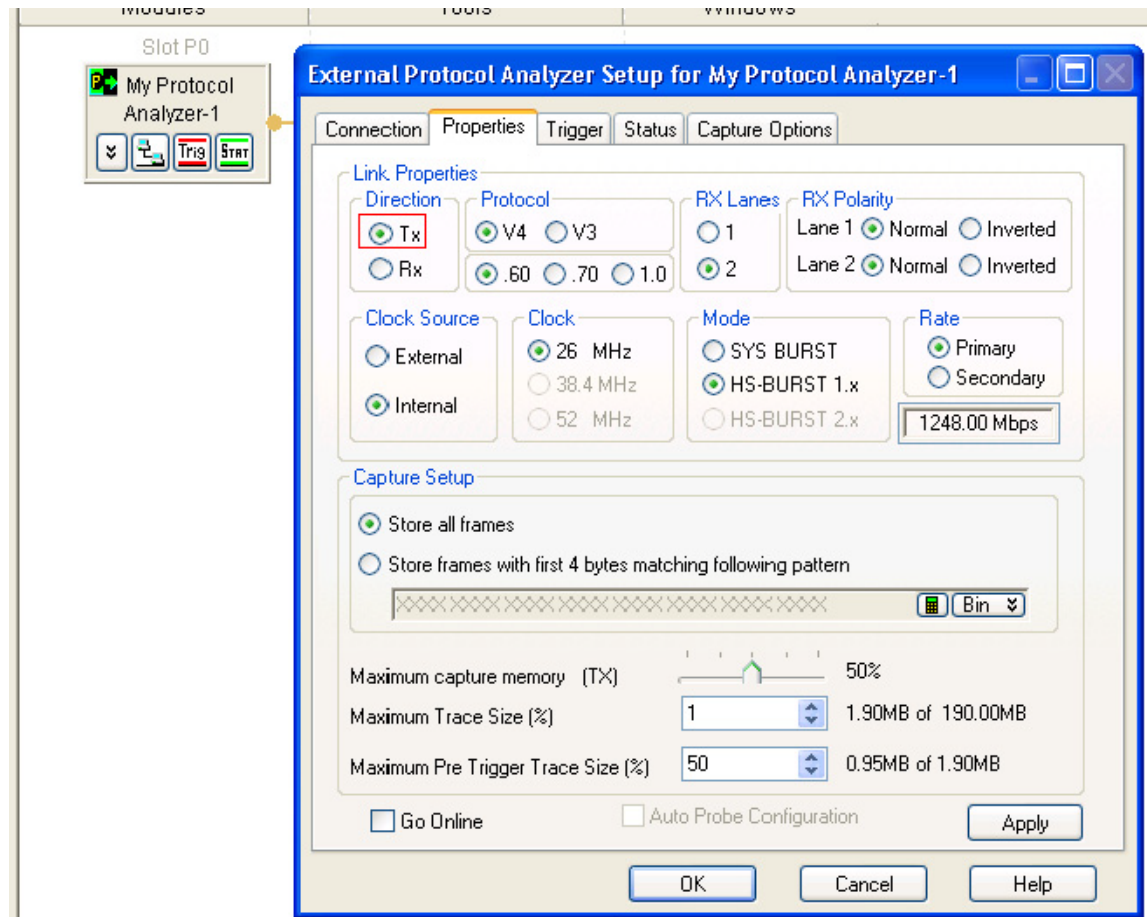 Modules Tools Windows
Slot P0
My Protocol
Analyzer-1
Trig STAT
External Protocol Analyzer Setup for My Protocol Analyzer-1
Connection Properties Trigger Status Capture Options
Link Properties
Direction Protocol RX Lanes RX Polarity
Tx V4 V3 1 Lane 1 Normal Inverted
Rx .60 .70 1.0 2 Lane 2 Normal Inverted
Clock Source Clock Mode Rate
External 26 MHz SYS BURST Primary
38.4 MHz HS-BURST 1.x Secondary
Internal 52 MHz HS-BURST 2.x 1248.00 Mbps
Capture Setup
Store all frames
Store frames with first 4 bytes matching following pattern
XXXX XXXX XXXX XXXX XXXX XXXX XXXX XXXX Bin
Maximum capture memory (TX) 50%
Maximum Trace Size (%) 1 1.90MB of 190.00MB
Maximum Pre Trigger Trace Size (%) 50 0.95MB of 1.90MB
Go Online Auto Probe Configuration Apply
OK Cancel Help